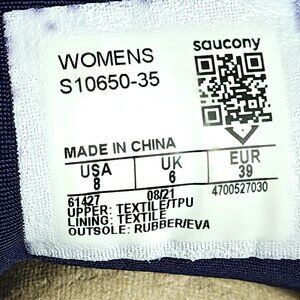 WOMENS saucony
S10650-35
MADE IN CHINA
USA UK EUR
8 6 39
61427 08/21 4700527030
UPPER: TEXTILE/TPU
LINING: TEXTILE
OUTSOLE: RUBBER/EVA